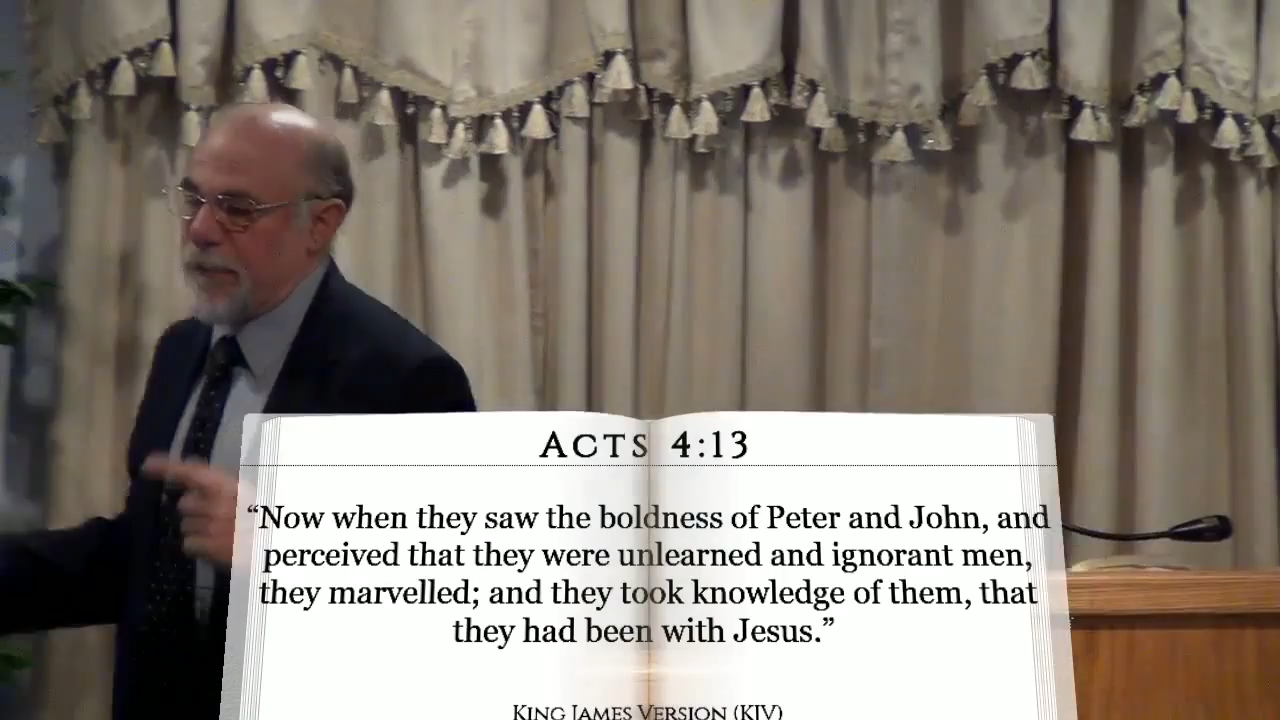 Acts 4:13
“Now when they saw the boldness of Peter and John, and
perceived that they were unlearned and ignorant men,
they marvelled; and they took knowledge of them, that
they had been with Jesus.”
King James Version (KJV)